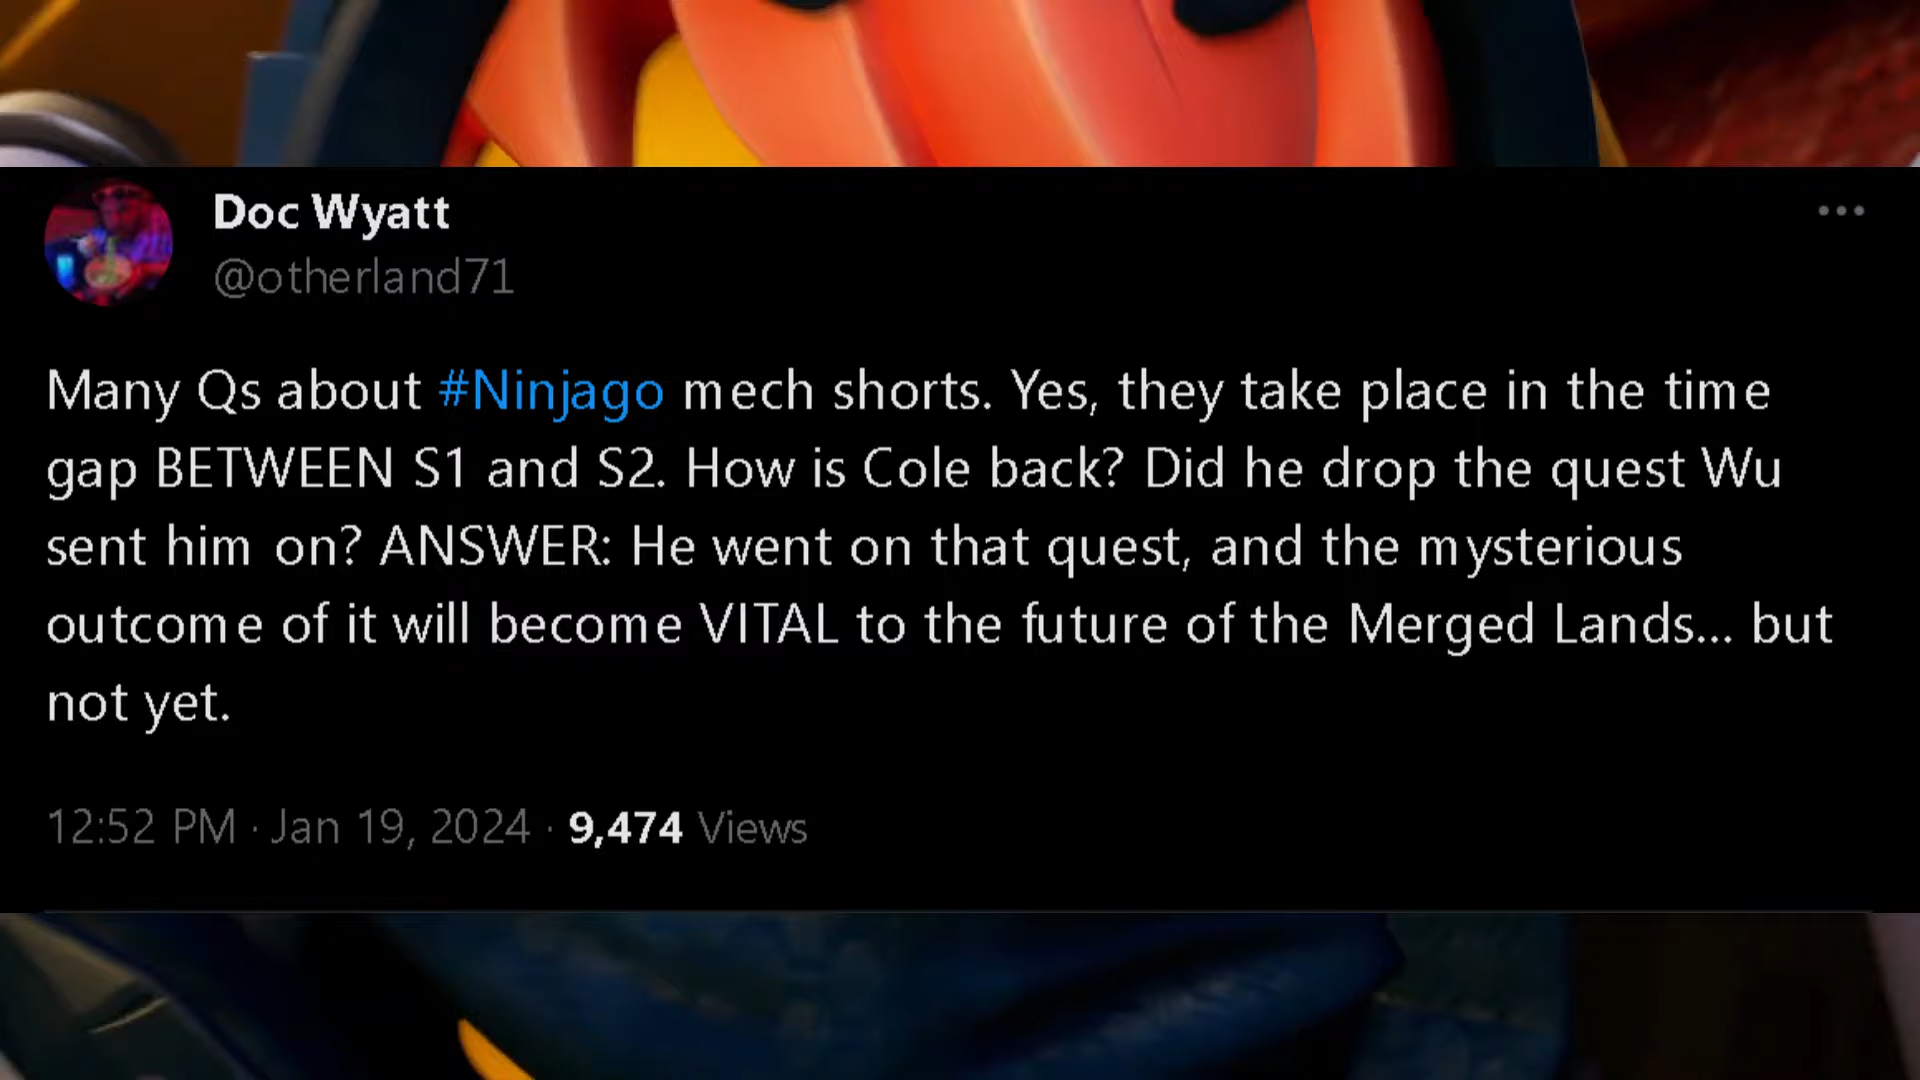 Doc Wyatt
@otherland71
Many Qs about #Ninjago mech shorts. Yes, they take place in the time
gap BETWEEN S1 and S2. How is Cole back? Did he drop the quest Wu
sent him on? ANSWER: He went on that quest, and the mysterious
outcome of it will become VITAL to the future of the Merged Lands... but
not yet.
12:52 PM · Jan 19, 2024 · 9,474 Views